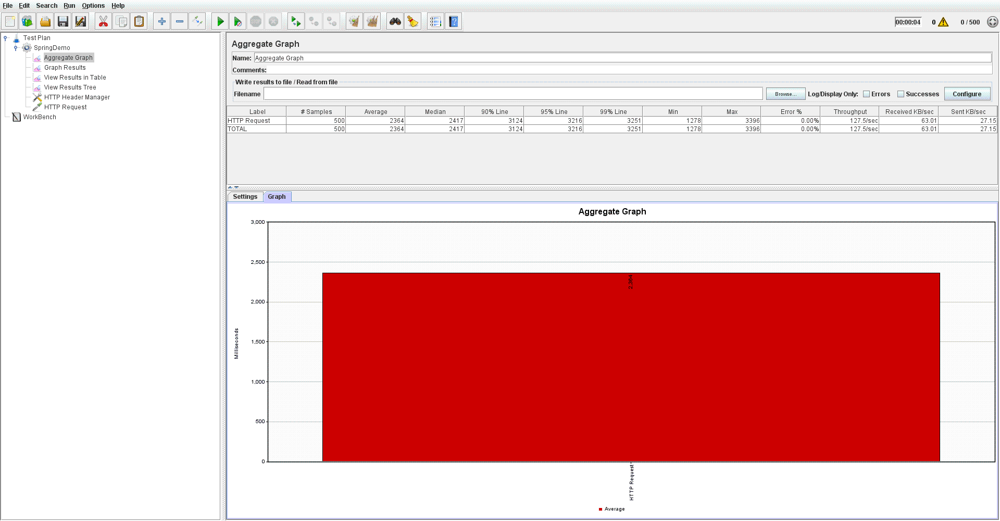 File Edit Search Run Options Help
00:00:04 0 0 / 500
Test Plan
SpringDemo
Aggregate Graph
Graph Results
View Results in Table
View Results Tree
HTTP Header Manager
HTTP Request
WorkBench
Aggregate Graph
Name: Aggregate Graph
Comments:
Write results to file / Read from file
Filename Browse... Log/Display Only: Errors Successes Configure
Label # Samples Average Median 90% Line 95% Line 99% Line Min Max Error % Throughput Received KB/sec Sent KB/sec
HTTP Request 500 2364 2417 3124 3216 3251 1278 3396 0.00% 127.5/sec 63.01 27.15
TOTAL 500 2364 2417 3124 3216 3251 1278 3396 0.00% 127.5/sec 63.01 27.15
Settings Graph
Aggregate Graph
3,000
2,500
2,364
2,000
1,500
Milliseconds
1,000
500
0
HTTP Request
Average